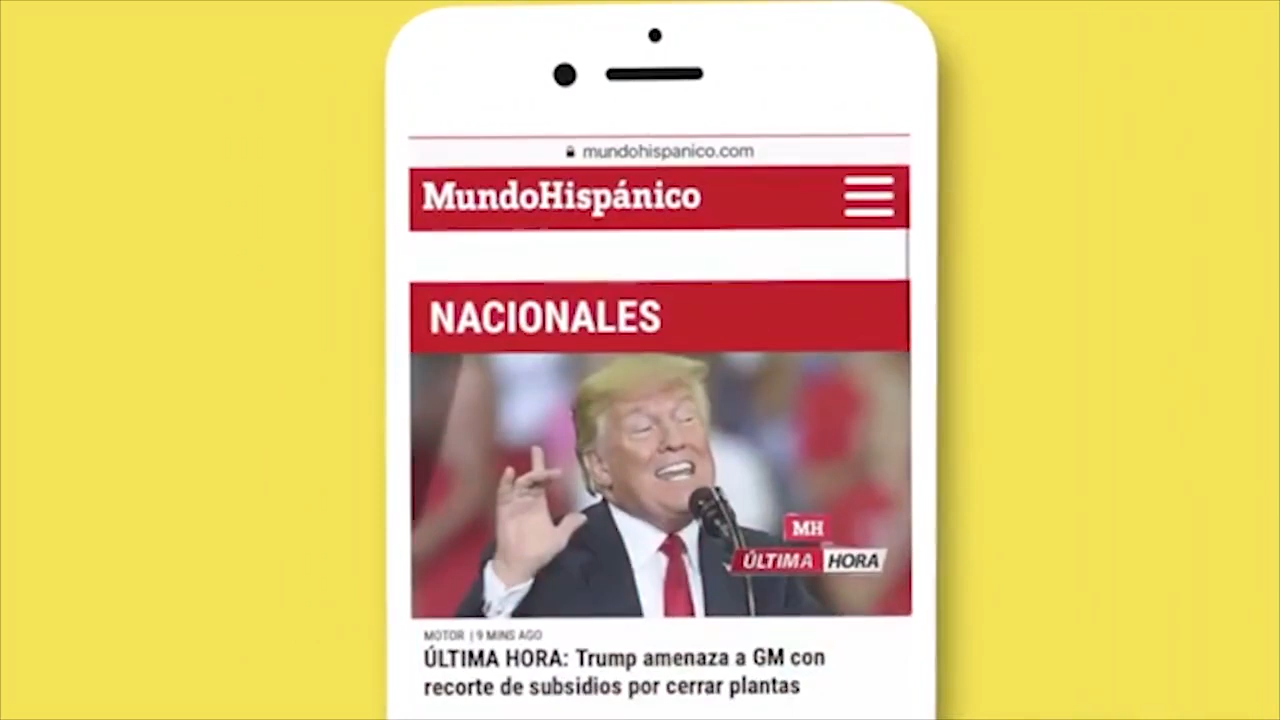 mundohispanico.com
MundoHispánico
NACIONALES
MH
ÚLTIMA HORA
MOTOR | 9 MINS AGO
ÚLTIMA HORA: Trump amenaza a GM con
recorte de subsidios por cerrar plantas